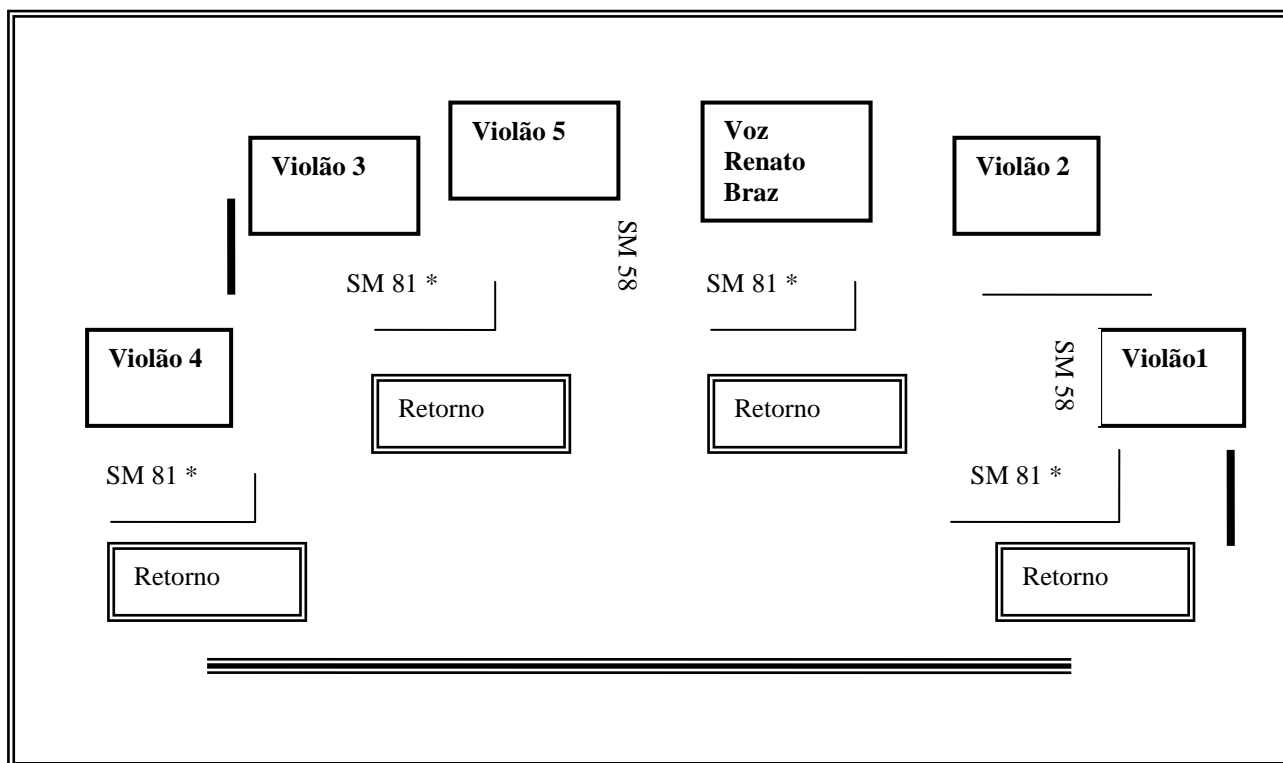 Violão 5
Voz
Renato
Braz
Violão 3
Violão 2
SM 58
SM 81 *
SM 81 *
Violão 4
SM 58
Violão1
Retorno
Retorno
SM 81 *
SM 81 *
Retorno
Retorno